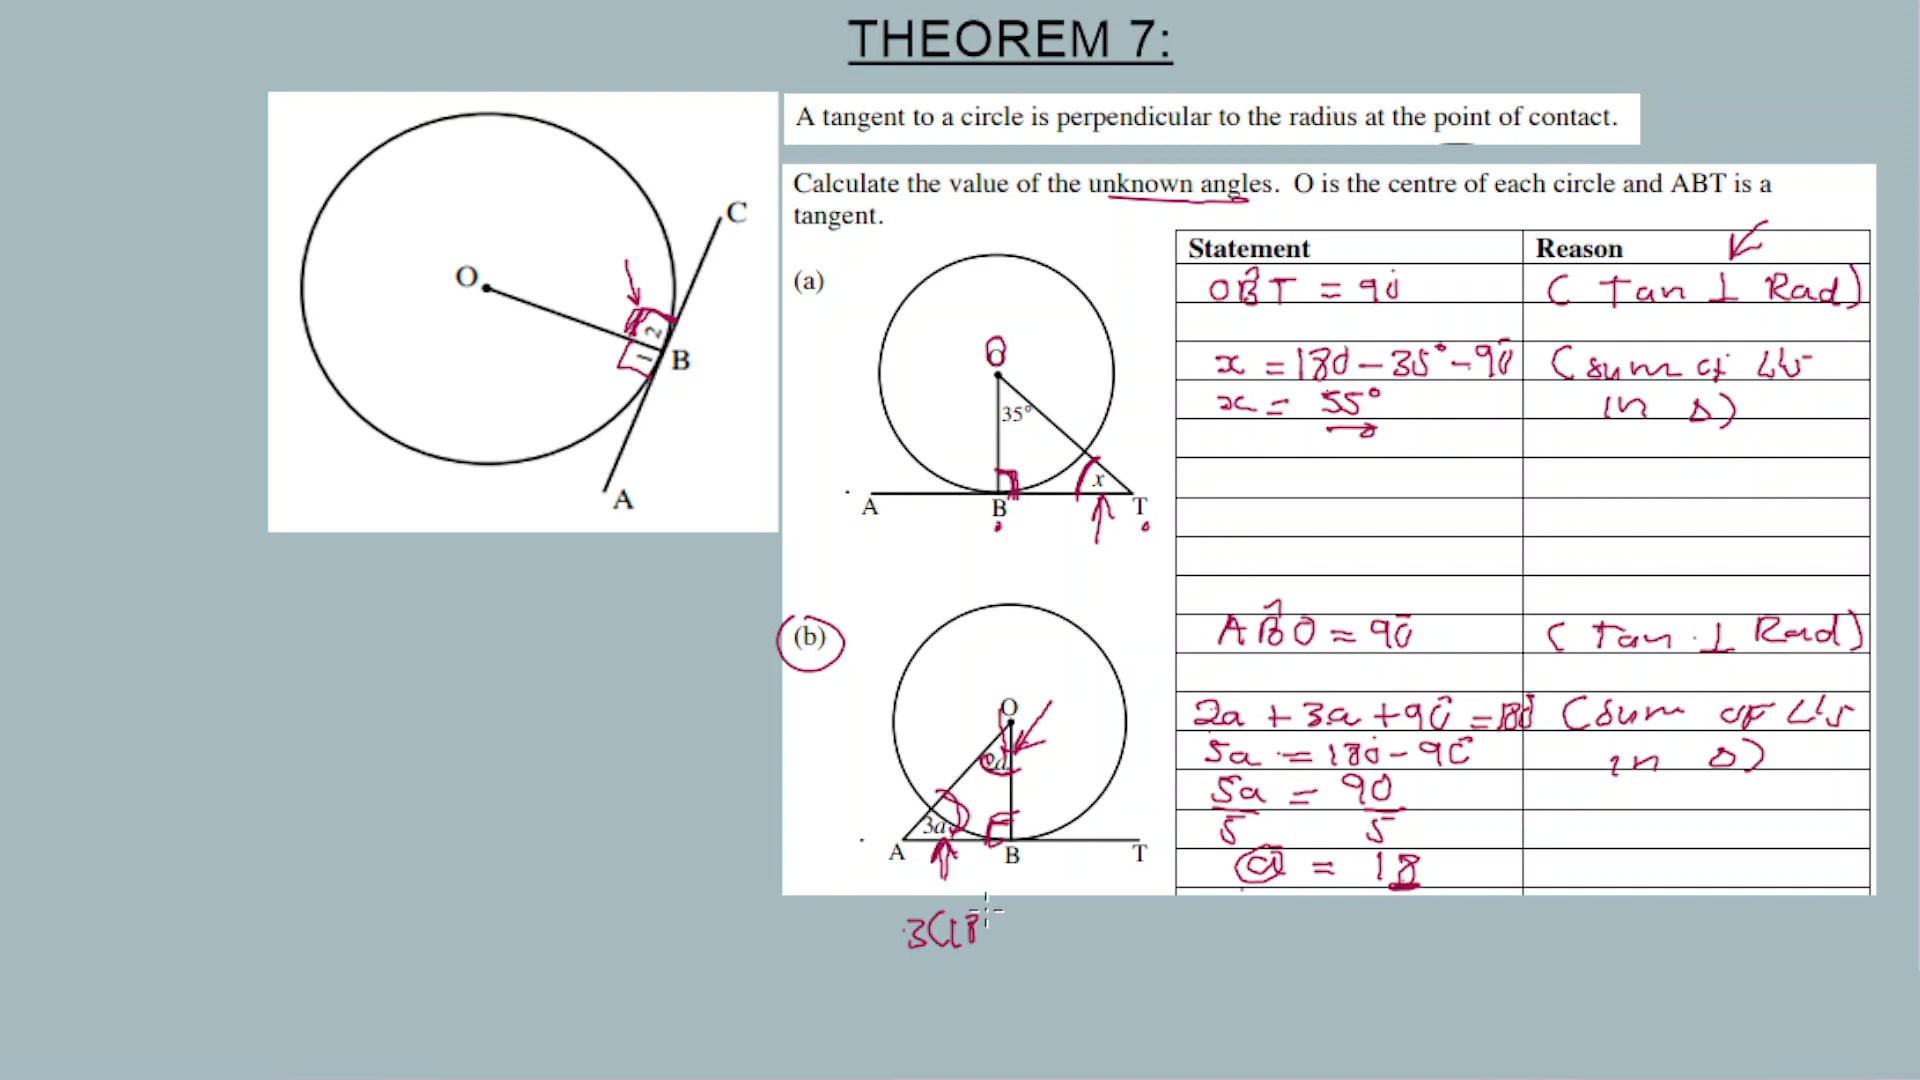 THEOREM 7:
A tangent to a circle is perpendicular to the radius at the point of contact.
O
C
2
1
B
A
Calculate the value of the unknown angles. O is the centre of each circle and ABT is a
tangent.
Statement Reason
(a)
O
35°
x
A B T
OB̂T = 90° (Tan ⊥ Rad)
x = 180 - 35° - 90° (sum of ∠'s
x = 55° in Δ)
(b)
O
2a
3a
A B T
AB̂O = 90° (Tan ⊥ Rad)
2a + 3a + 90° = 180° (sum of ∠'s
5a = 180 - 90° in Δ)
5a = 90
5 5
a = 18
3(18